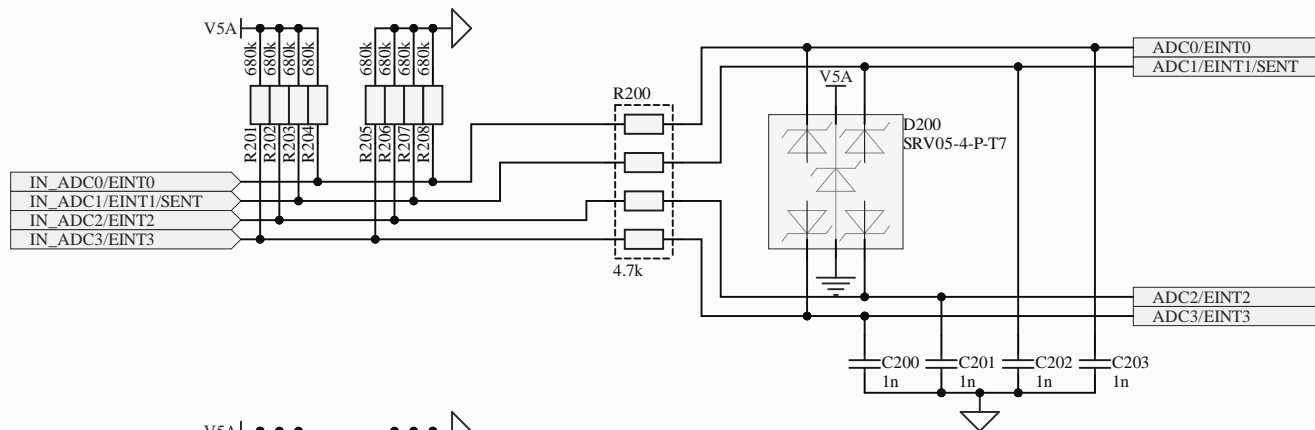 V5A
680k
680k
680k
680k
680k
680k
680k
680k
R201
R202
R203
R204
R205
R206
R207
R208
R200
4.7k
IN_ADC0/EINT0
IN_ADC1/EINT1/SENT
IN_ADC2/EINT2
IN_ADC3/EINT3
V5A
D200
SRV05-4-P-T7
ADC0/EINT0
ADC1/EINT1/SENT
ADC2/EINT2
ADC3/EINT3
C200
1n
C201
1n
C202
1n
C203
1n
V5A